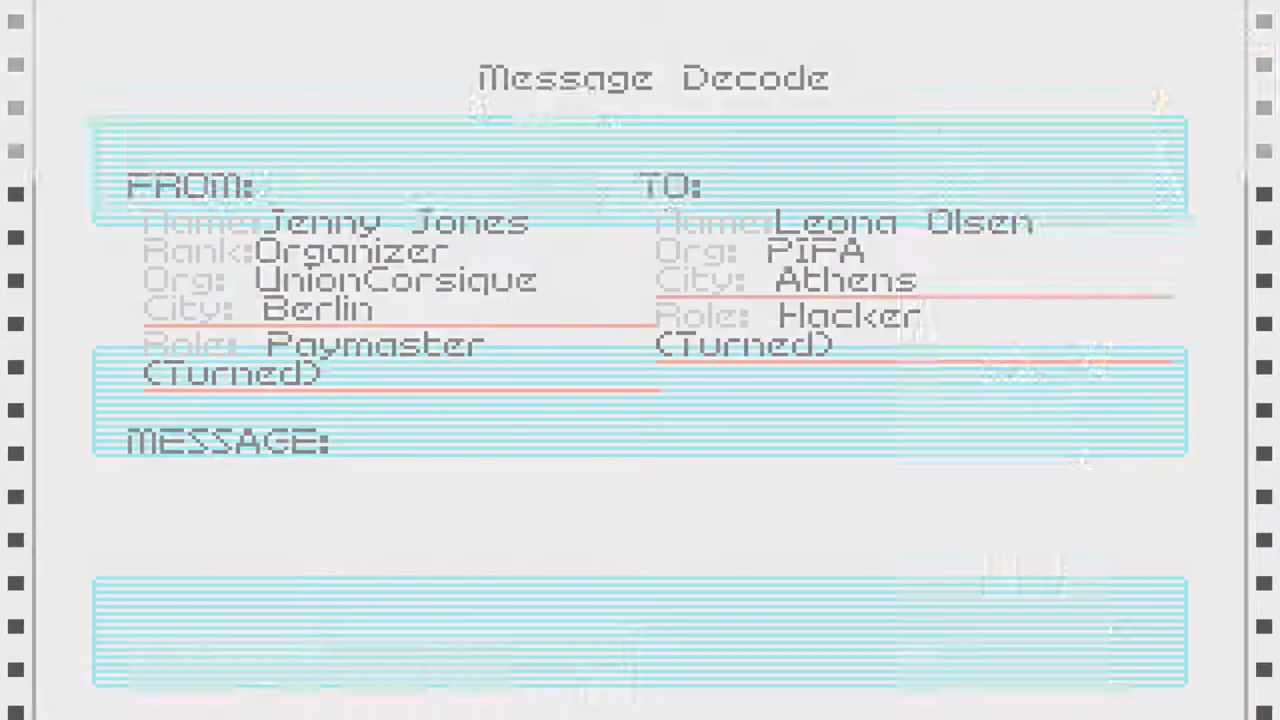 Message Decode
FROM:
Name:Jenny Jones
Rank:Organizer
Org: UnionCorsique
City: Berlin
Role: Paymaster
(Turned)
TO:
Name:Leona Olsen
Org: PIFA
City: Athens
Role: Hacker
(Turned)
MESSAGE: